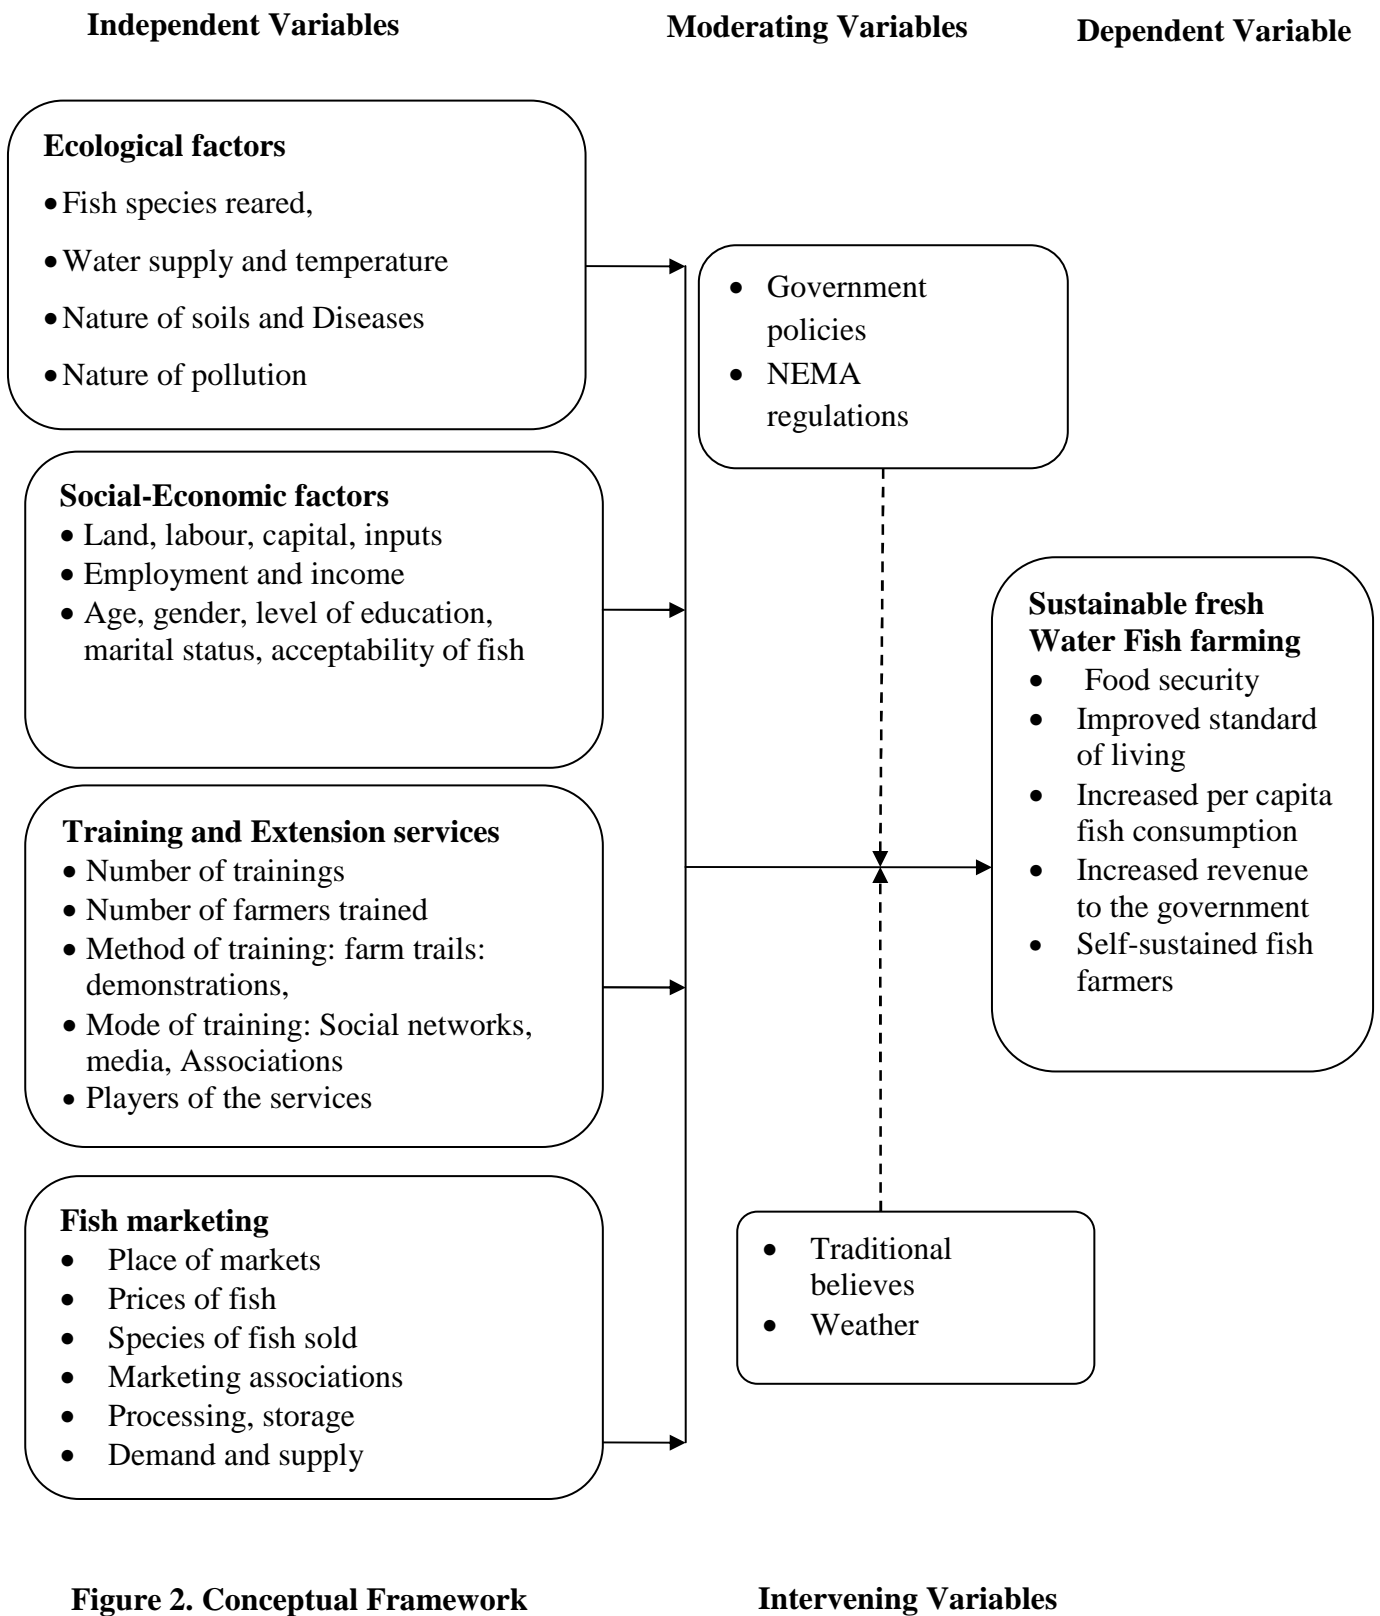 Independent Variables
Moderating Variables
Dependent Variable
Ecological factors
• Fish species reared,
• Water supply and temperature
• Nature of soils and Diseases
• Nature of pollution
Social-Economic factors
• Land, labour, capital, inputs
• Employment and income
• Age, gender, level of education,
marital status, acceptability of fish
Training and Extension services
• Number of trainings
• Number of farmers trained
• Method of training: farm trails:
demonstrations,
• Mode of training: Social networks,
media, Associations
• Players of the services
Fish marketing
• Place of markets
• Prices of fish
• Species of fish sold
• Marketing associations
• Processing, storage
• Demand and supply
• Government
policies
• NEMA
regulations
Sustainable fresh
Water Fish farming
• Food security
• Improved standard
of living
• Increased per capita
fish consumption
• Increased revenue
to the government
• Self-sustained fish
farmers
• Traditional
believes
• Weather
Figure 2. Conceptual Framework
Intervening Variables